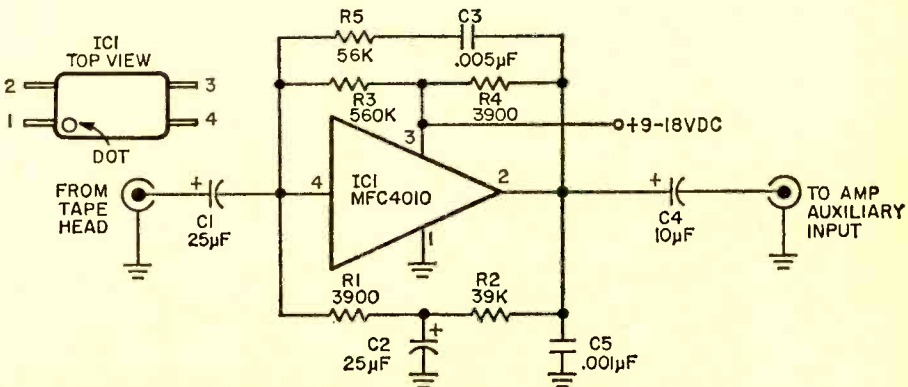 IC1
TOP VIEW
2
3
1
4
DOT
R5
56K
C3
.005µF
R3
560K
R4
3900
3
+9-18VDC
FROM
TAPE
HEAD
+
C1
25µF
4
IC1
MFC4010
2
1
+
C4
10µF
TO AMP
AUXILIARY
INPUT
R1
3900
R2
39K
C2
25µF
+
C5
.001µF